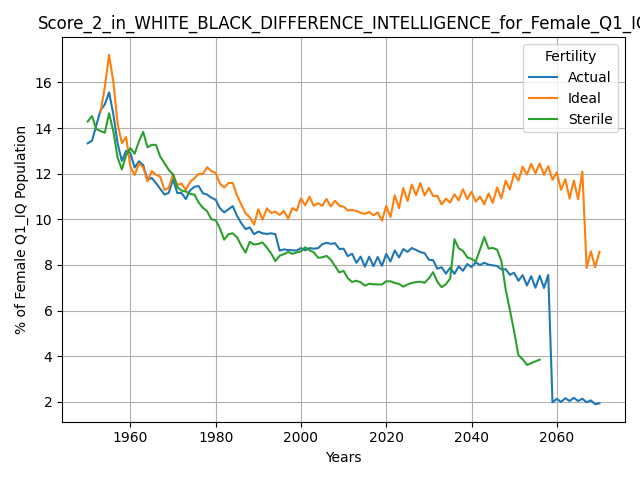 Score_2_in_WHITE_BLACK_DIFFERENCE_INTELLIGENCE_for_Female_Q1_IQ
Fertility
Actual
Ideal
Sterile
% of Female Q1_IQ Population
16
14
12
10
8
6
4
2
1960 1980 2000 2020 2040 2060
Years